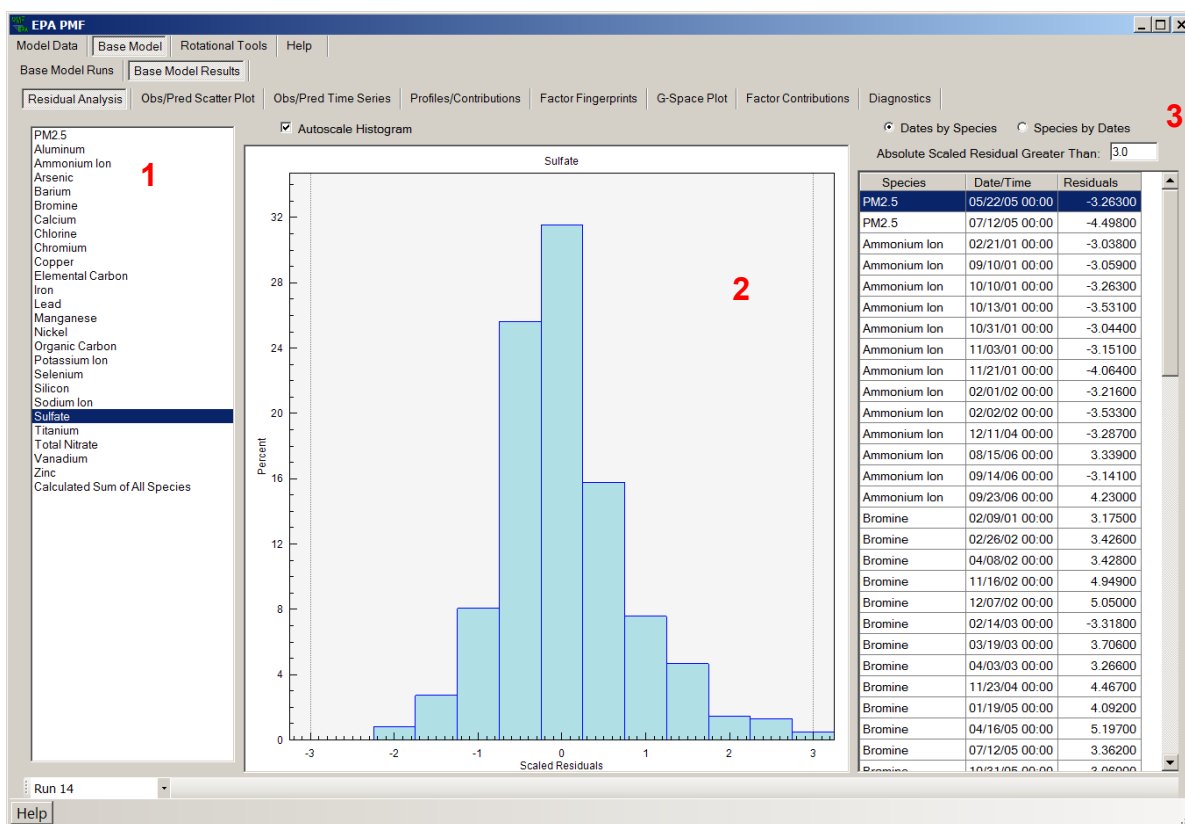 EPA PMF
Model Data Base Model Rotational Tools Help
Base Model Runs Base Model Results
Residual Analysis Obs/Pred Scatter Plot Obs/Pred Time Series Profiles/Contributions Factor Fingerprints G-Space Plot Factor Contributions Diagnostics
PM2.5
Aluminum
Ammonium Ion
Arsenic
Barium
Bromine
Calcium
Chlorine
Chromium
Copper
Elemental Carbon
Iron
Lead
Manganese
Nickel
Organic Carbon
Potassium Ion
Selenium
Silicon
Sodium Ion
Sulfate
Titanium
Total Nitrate
Vanadium
Zinc
Calculated Sum of All Species
1
Autoscale Histogram
Sulfate
32
28
24
20
16
12
8
4
0
Percent
-3 -2 -1 0 1 2 3
Scaled Residuals
2
3
Dates by Species Species by Dates
Absolute Scaled Residual Greater Than: 3.0
Species Date/Time Residuals
PM2.5 05/22/05 00:00 -3.26300
PM2.5 07/12/05 00:00 -4.49800
Ammonium Ion 02/21/01 00:00 -3.03800
Ammonium Ion 09/10/01 00:00 -3.05900
Ammonium Ion 10/10/01 00:00 -3.26300
Ammonium Ion 10/13/01 00:00 -3.53100
Ammonium Ion 10/31/01 00:00 -3.04400
Ammonium Ion 11/03/01 00:00 -3.15100
Ammonium Ion 11/21/01 00:00 -4.06400
Ammonium Ion 02/01/02 00:00 -3.21600
Ammonium Ion 02/02/02 00:00 -3.53300
Ammonium Ion 12/11/04 00:00 -3.28700
Ammonium Ion 08/15/06 00:00 3.33900
Ammonium Ion 09/14/06 00:00 -3.14100
Ammonium Ion 09/23/06 00:00 4.23000
Bromine 02/09/01 00:00 3.17500
Bromine 02/26/02 00:00 3.42600
Bromine 04/08/02 00:00 3.42800
Bromine 11/16/02 00:00 4.94900
Bromine 12/07/02 00:00 5.05000
Bromine 02/14/03 00:00 -3.31800
Bromine 03/19/03 00:00 3.70600
Bromine 04/03/03 00:00 3.26600
Bromine 11/23/04 00:00 4.46700
Bromine 01/19/05 00:00 4.09200
Bromine 04/16/05 00:00 5.19700
Bromine 07/12/05 00:00 3.36200
Bromine 10/31/05 00:00 3.06000
Run 14
Help